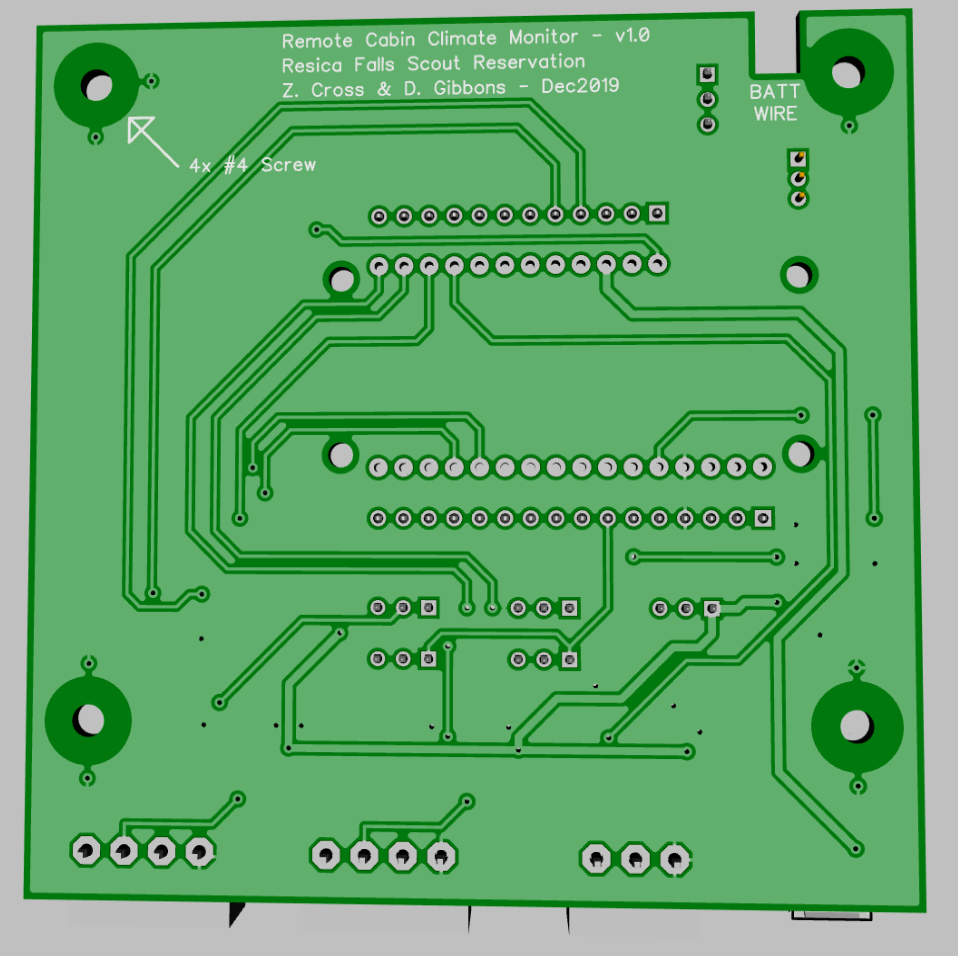 Remote Cabin Climate Monitor - v1.0
Resica Falls Scout Reservation
Z. Cross & D. Gibbons - Dec2019
BATT
WIRE
4x #4 Screw